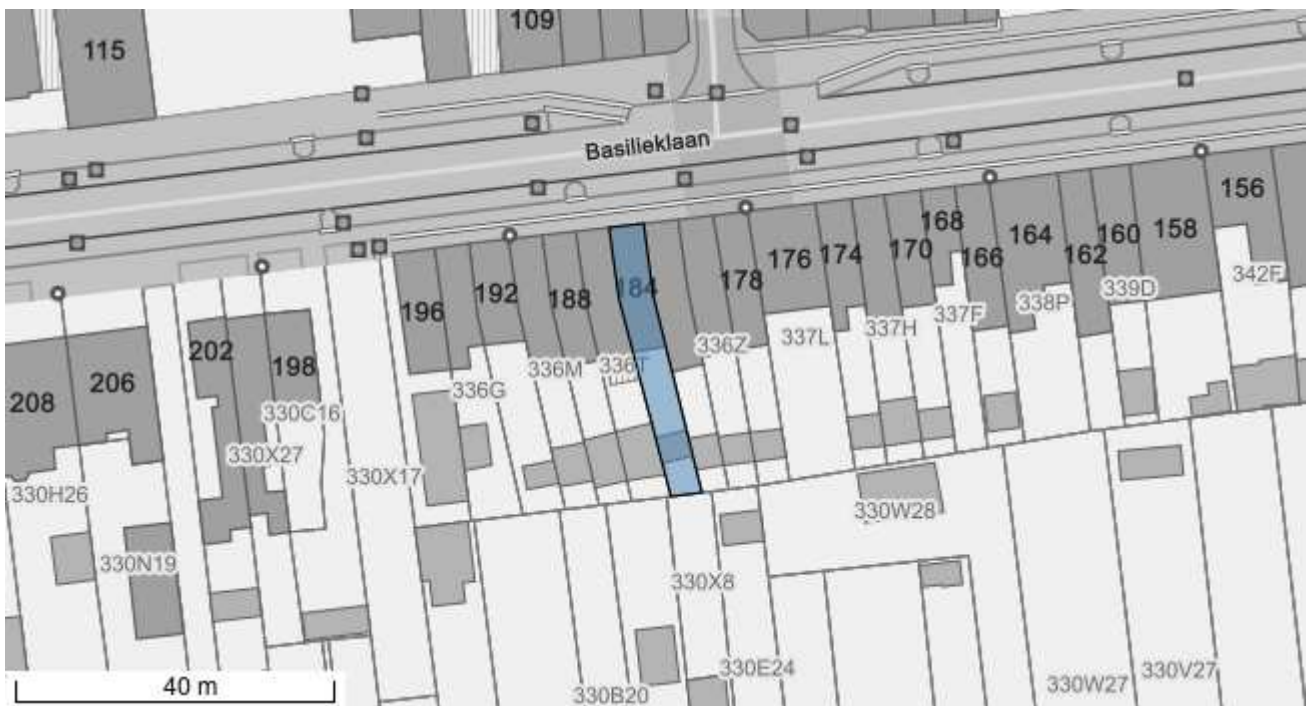 115
109
Basilieklaan
156
168
164
160
158
176
174
170
166
162
184
178
192
188
196
342F
339D
338P
337F
337H
337L
336Z
336T
336M
336G
202
198
206
208
330C16
330X27
330X17
330H26
330W28
330N19
330X8
330E24
330V27
330W27
330B20
40 m